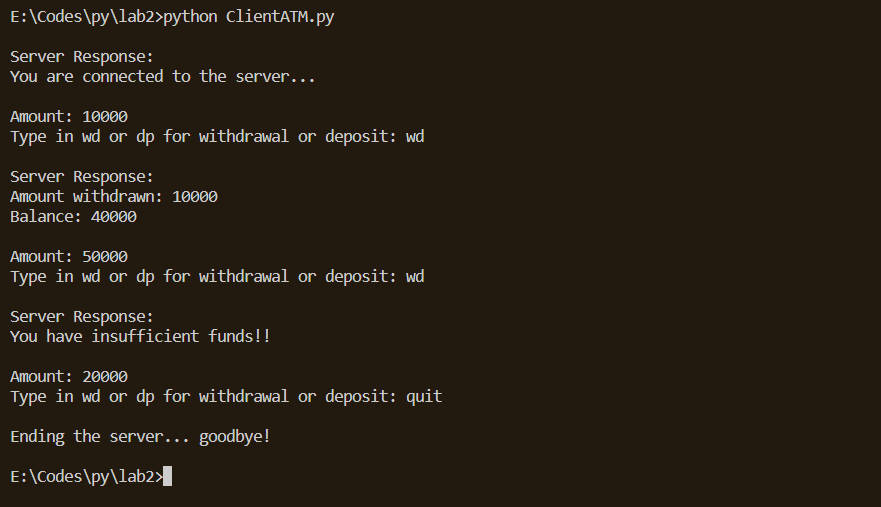 E:\Codes\py\lab2>python ClientATM.py
Server Response:
You are connected to the server...
Amount: 10000
Type in wd or dp for withdrawal or deposit: wd
Server Response:
Amount withdrawn: 10000
Balance: 40000
Amount: 50000
Type in wd or dp for withdrawal or deposit: wd
Server Response:
You have insufficient funds!!
Amount: 20000
Type in wd or dp for withdrawal or deposit: quit
Ending the server... goodbye!
E:\Codes\py\lab2>